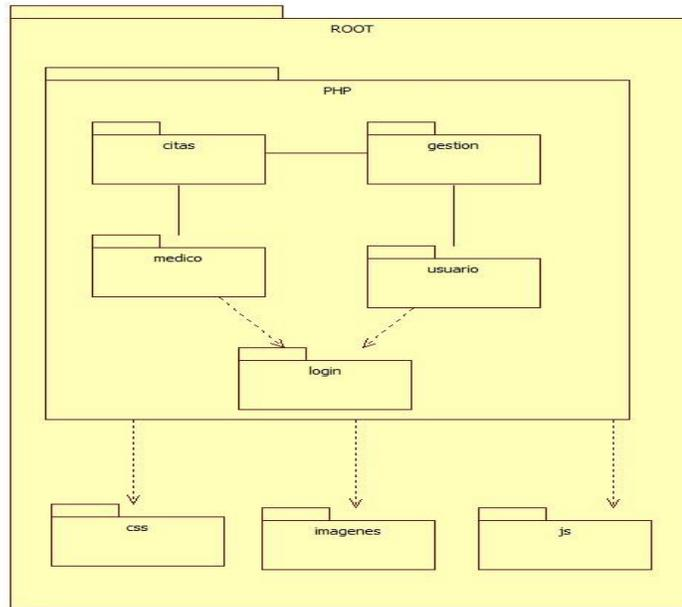 ROOT
PHP
citas
gestion
medico
usuario
login
css
imagenes
js